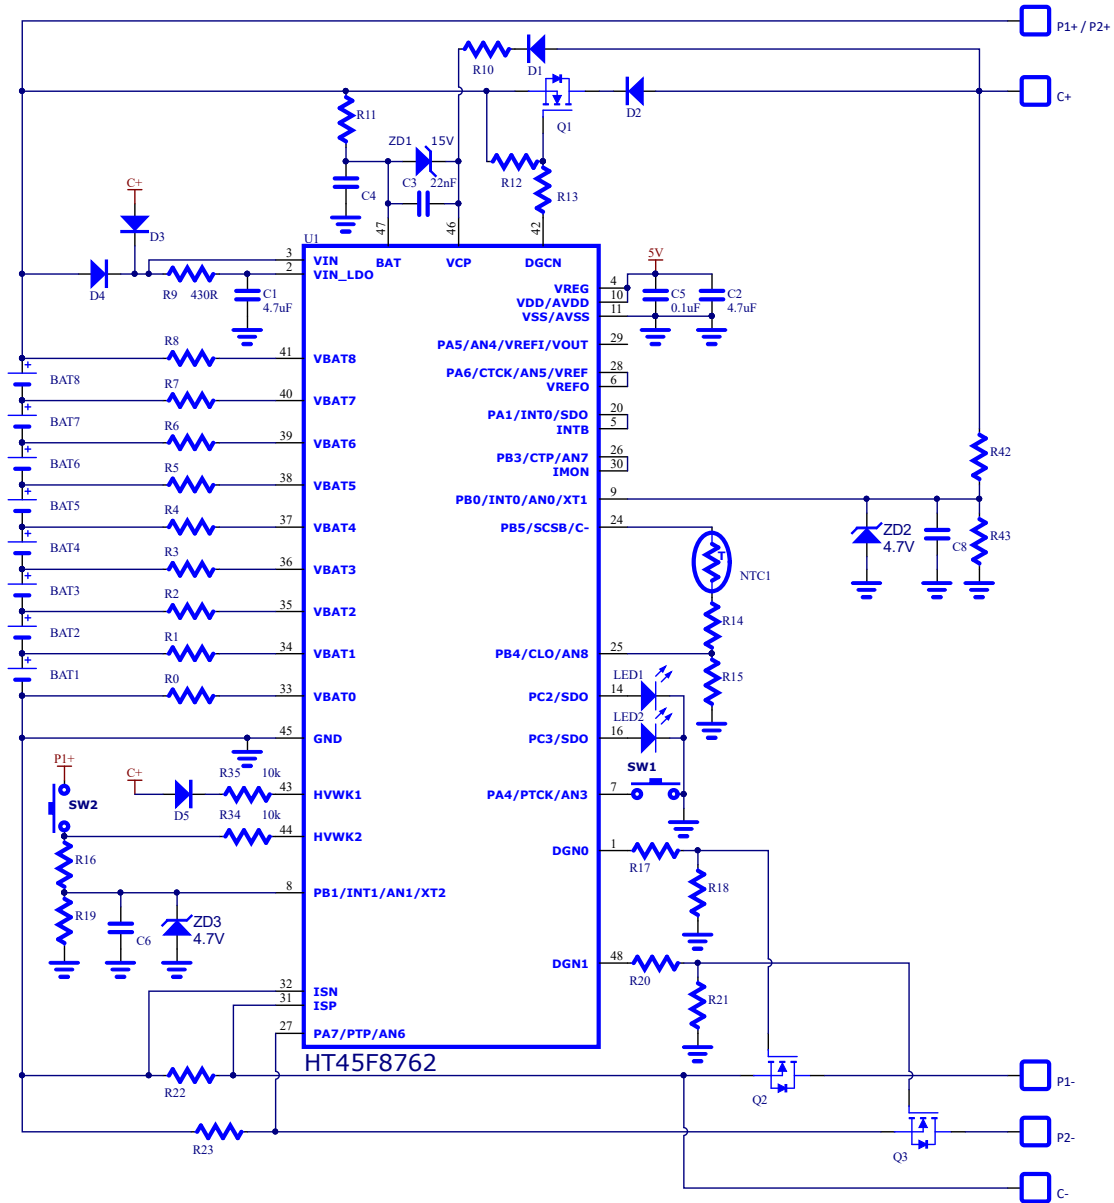 P1+ / P2+
R10
D1
C+
Q1
D2
R11
ZD1 15V
C3 22nF
R12
R13
C4
C+
D3
47
46
42
U1
BAT
VCP
DGCN
3 VIN
2 VIN_LDO
D4
R9 430R
C1
4.7uF
5V
4 VREG
10 VDD/AVDD
11 VSS/AVSS
C5
0.1uF
C2
4.7uF
29 PA5/AN4/VREFI/VOUT
28 PA6/CTCK/AN5/VREF
6 VREFO
20 PA1/INT0/SDO
5 INTB
26 PB3/CTP/AN7
30 IMON
9 PB0/INT0/AN0/XT1
24 PB5/SCSB/C-
R42
R43
ZD2
4.7V
C8
T
NTC1
R14
25 PB4/CLO/AN8
R15
LED1
14 PC2/SDO
LED2
16 PC3/SDO
SW1
7 PA4/PTCK/AN3
1 DGN0
R17
R18
48 DGN1
R20
R21
R8
41 VBAT8
+
BAT8
R7
40 VBAT7
+
BAT7
R6
39 VBAT6
+
BAT6
R5
38 VBAT5
+
BAT5
R4
37 VBAT4
+
BAT4
R3
36 VBAT3
+
BAT3
R2
35 VBAT2
+
BAT2
R1
34 VBAT1
+
BAT1
R0
33 VBAT0
45 GND
P1+
SW2
C+
D5
R35 10k
43 HVWK1
R34 10k
44 HVWK2
R16
8 PB1/INT1/AN1/XT2
R19
C6
ZD3
4.7V
32 ISN
31 ISP
27 PA7/PTP/AN6
HT45F8762
R22
R23
Q2
P1-
Q3
P2-
C-